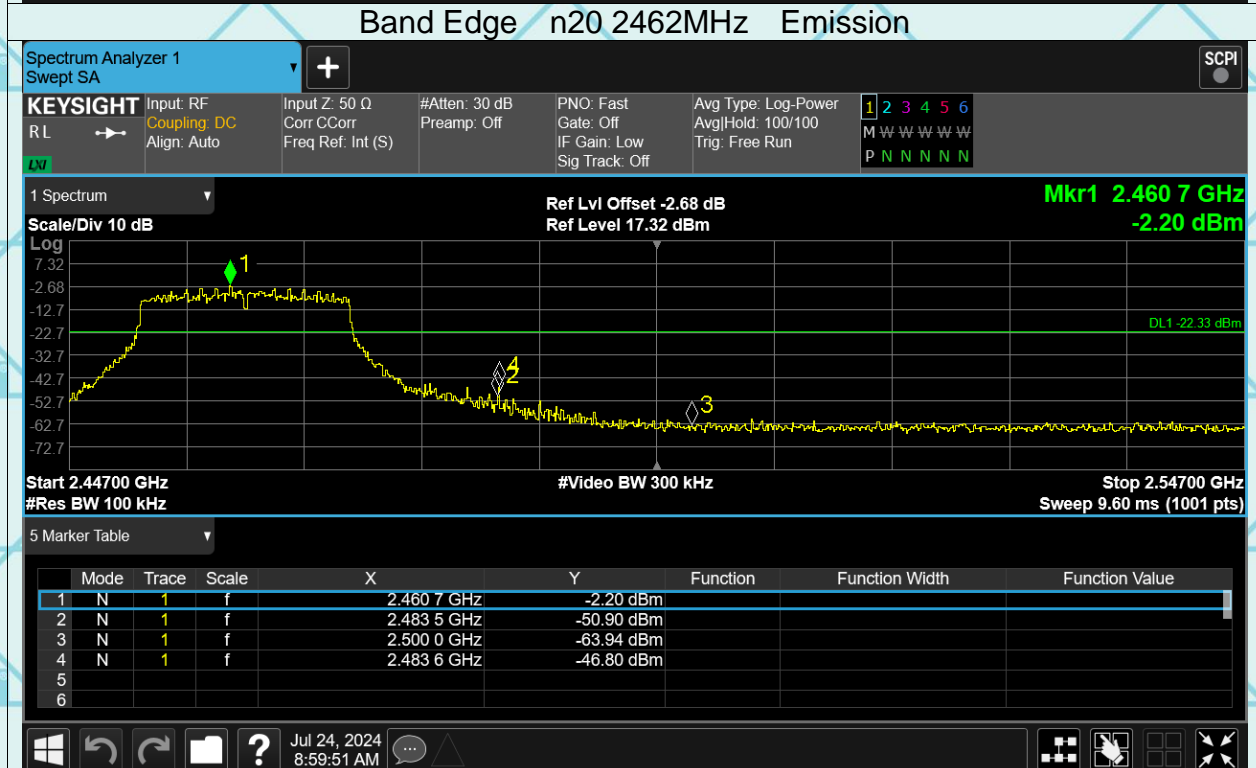 Band Edge n20 2462MHz Emission
Spectrum Analyzer 1
Swept SA
SCPI
KEYSIGHT Input: RF Input Z: 50 Ω #Atten: 30 dB PNO: Fast Avg Type: Log-Power 1 2 3 4 5 6
RL Coupling: DC Corr CCorr Preamp: Off Gate: Off Avg|Hold: 100/100 M W W W W W
Align: Auto Freq Ref: Int (S) IF Gain: Low Trig: Free Run P N N N N N
LXI Sig Track: Off
1 Spectrum Ref Lvl Offset -2.68 dB Mkr1 2.460 7 GHz
Scale/Div 10 dB Ref Level 17.32 dBm -2.20 dBm
Log
7.32
-2.68
-12.7
-22.7
-32.7
-42.7
-52.7
-62.7
-72.7
1
DL1 -22.33 dBm
4
2
3
Start 2.44700 GHz #Video BW 300 kHz Stop 2.54700 GHz
#Res BW 100 kHz Sweep 9.60 ms (1001 pts)
5 Marker Table
Mode Trace Scale X Y Function Function Width Function Value
1 N 1 f 2.460 7 GHz -2.20 dBm
2 N 1 f 2.483 5 GHz -50.90 dBm
3 N 1 f 2.500 0 GHz -63.94 dBm
4 N 1 f 2.483 6 GHz -46.80 dBm
5
6
? Jul 24, 2024
8:59:51 AM